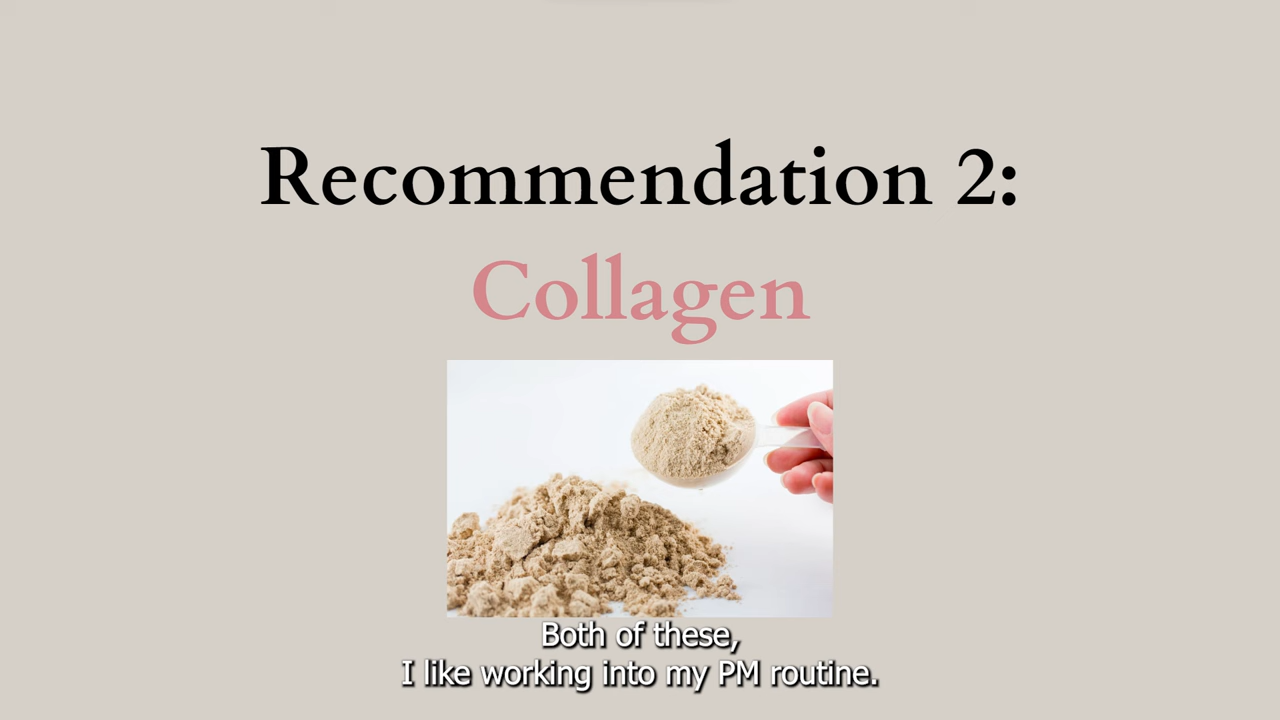 Recommendation 2:
Collagen
Both of these,
I like working into my PM routine.